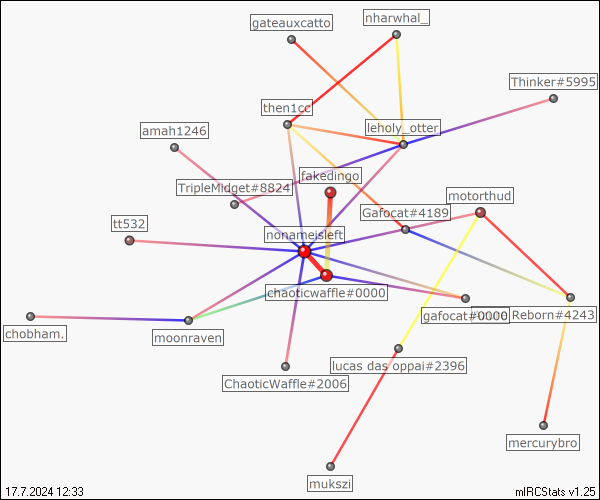 nharwhal_
gateauxcatto
Thinker#5995
then1cc
leholy_otter
amah1246
fakedingo
TripleMidget#8824
motorthud
Gafocat#4189
tt532
nonameisleft
chaoticwaffle#0000
gafocat#0000
Reborn#4243
chobham.
moonraven
lucas das oppai#2396
ChaoticWaffle#2006
mercurybro
mukszi
17.7.2024 12:33
mIRCStats v1.25